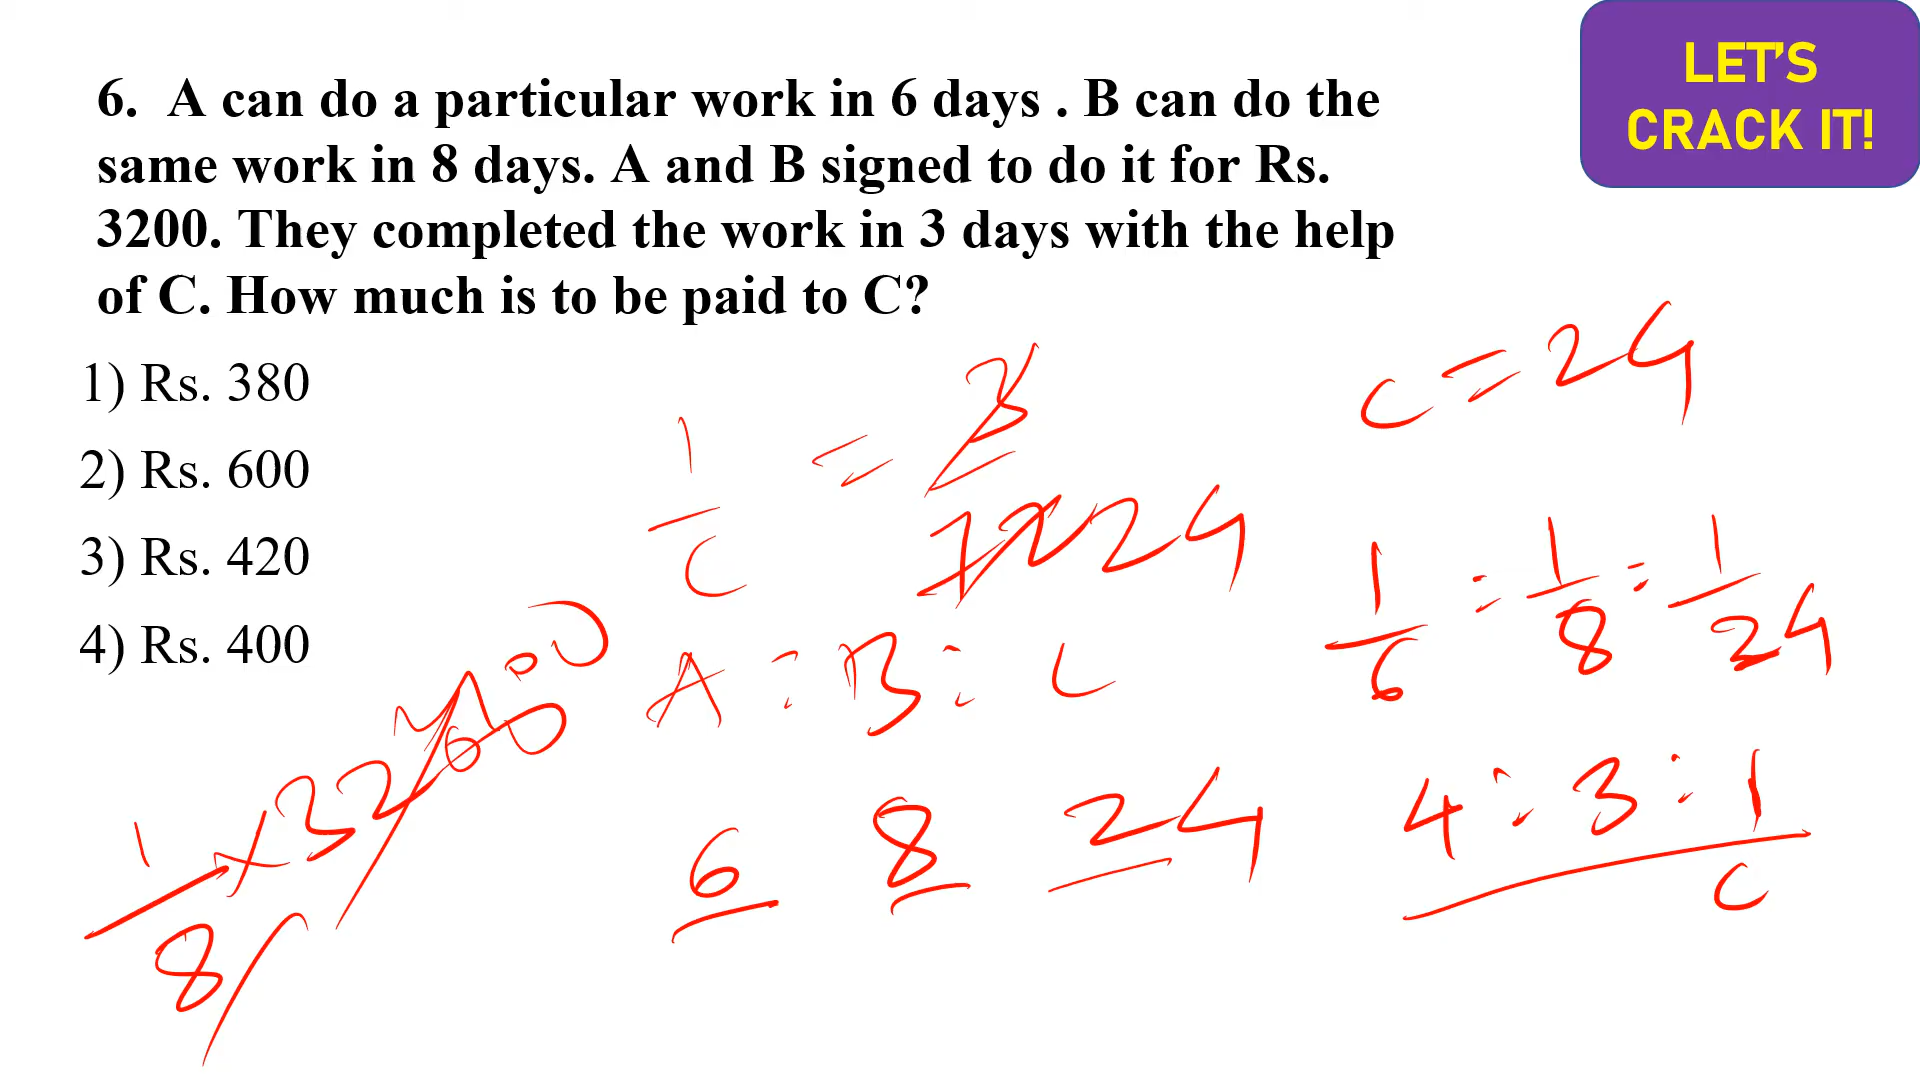 LET'S
CRACK IT!
6. A can do a particular work in 6 days . B can do the
same work in 8 days. A and B signed to do it for Rs.
3200. They completed the work in 3 days with the help
of C. How much is to be paid to C?
1) Rs. 380
2) Rs. 600
3) Rs. 420
4) Rs. 400
C = 24
1/C =
24
1/6 : 1/8 : 1/24
A : B : C
6 8 24
4 : 3 : 1
C
1/8 × 3200
400